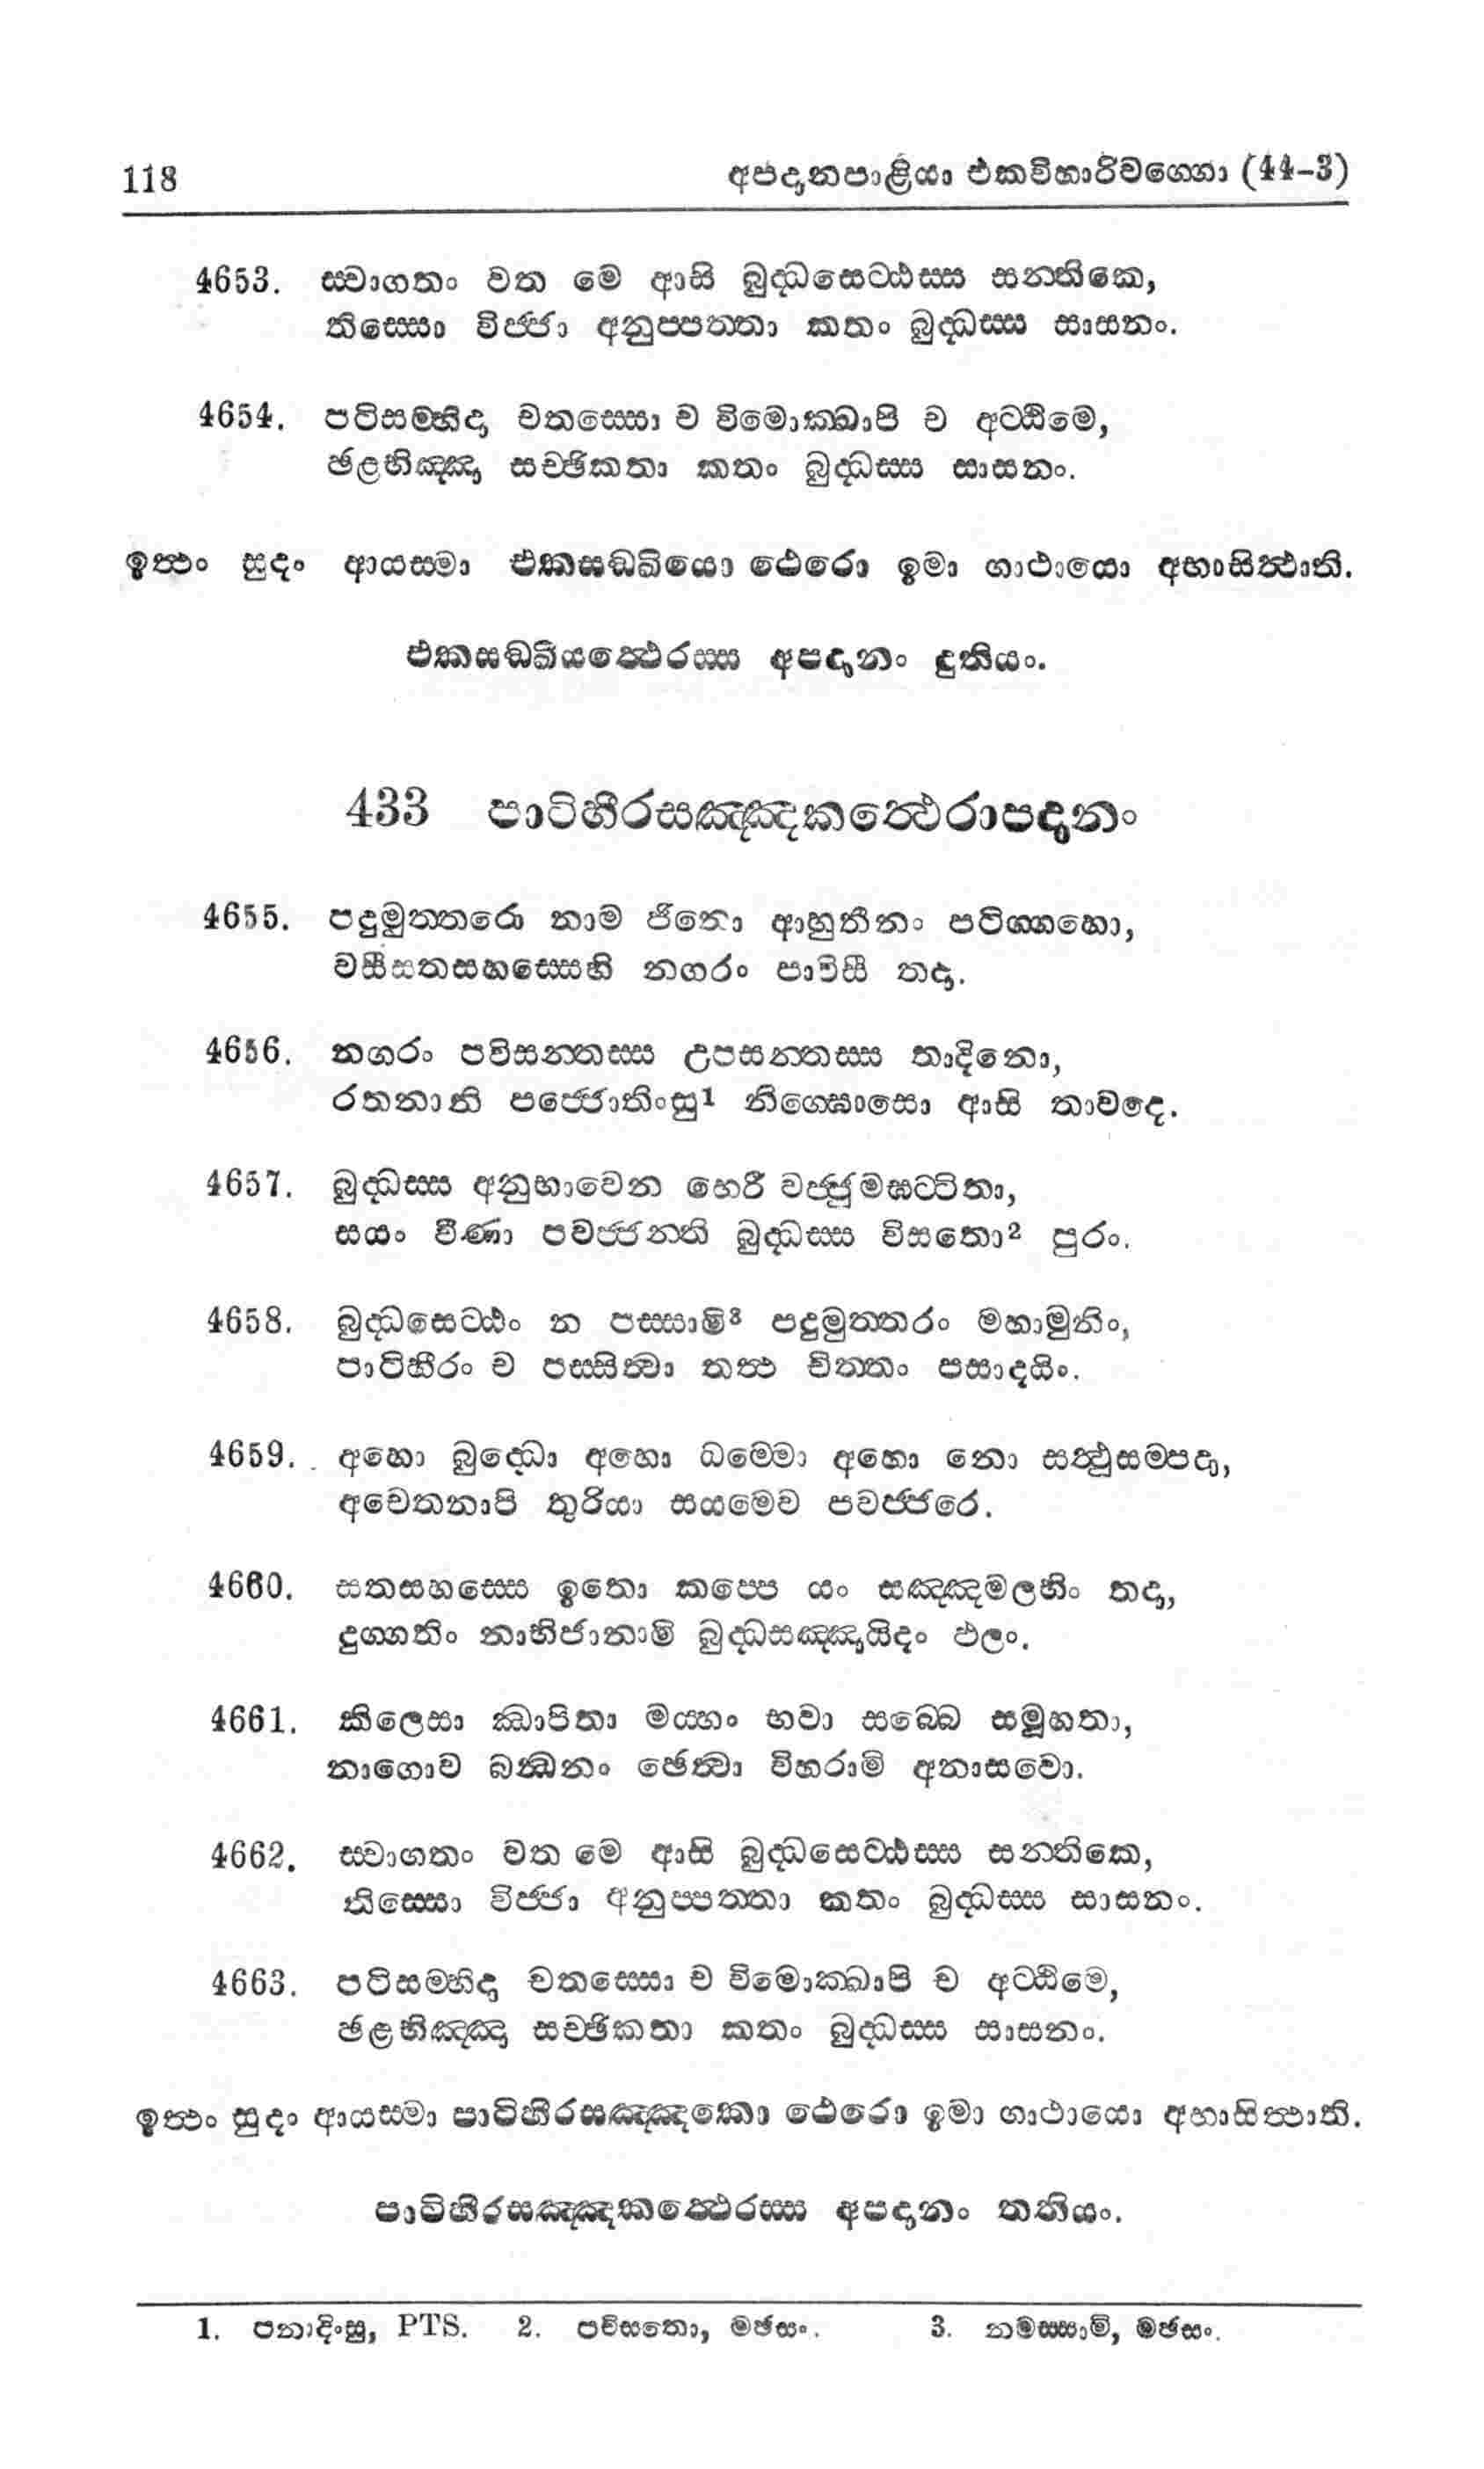 118 අපදානපාළියා එකවිහාරිවග්ගො (44-3)
4653. ස්වාගතං වත මෙ ආසි බුද්ධසෙට්ඨස්ස සන්තිකෙ,
තිස්සො විජ්ජා අනුප්පත්තා කතං බුද්ධස්ස සාසනං.
4654. පටිසම්භිදා චතස්සො ච විමොක්ඛාපි ච අට්ඨිමෙ,
ඡළභිඤ්ඤා සච්ඡිකතා කතං බුද්ධස්ස සාසනං.
ඉත්ථං සුදං ආයස්මා එකසඞ්ඛියො ථෙරො ඉමා ගාථායො අභාසිත්ථාති.
එකසඞ්ඛියත්ථෙරස්ස අපදානං දුතියං.
433 පාටිහීරසඤ්ඤකත්ථෙරාපදානං
4655. පදුමුත්තරො නාම ජිනො ආහුතීනං පටිග්ගහො,
වසීසතසහස්සෙහි නගරං පාවිසී තදා.
4656. නගරං පවිසන්තස්ස උපසන්තස්ස තාදිනො,
රතනානි පජ්ජොතිංසු1 නිග්ඝොසො ආසි තාවදෙ.
4657. බුද්ධස්ස අනුභාවෙන භෙරී වජ්ජුමඝට්ටිතා,
සයං වීණා පවජ්ජන්ති බුද්ධස්ස විසතො2 පුරං.
4658. බුද්ධසෙට්ඨං න පස්සාමි3 පදුමුත්තරං මහාමුනිං,
පාටිහීරං ච පස්සිත්වා තත්ථ චිත්තං පසාදයිං.
4659. අහො බුද්ධො අහො ධම්මො අහො නො සත්ථුසම්පදා,
අචෙතනාපි තුරියා සයමෙව පවජ්ජරෙ.
4660. සතසහස්සෙ ඉතො කප්පෙ යං සඤ්ඤමලභිං තදා,
දුග්ගතිං නාභිජානාමි බුද්ධසඤ්ඤායිදං ඵලං.
4661. කිලෙසා ඣාපිතා මය්හං භවා සබ්බෙ සමූහතා,
නාගොව බන්ධනං ඡෙත්වා විහරාමි අනාසවො.
4662. ස්වාගතං වත මෙ ආසි බුද්ධසෙට්ඨස්ස සන්තිකෙ,
තිස්සො විජ්ජා අනුප්පත්තා කතං බුද්ධස්ස සාසනං.
4663. පටිසම්භිදා චතස්සො ච විමොක්ඛාපි ච අට්ඨිමෙ,
ඡළභිඤ්ඤා සච්ඡිකතා කතං බුද්ධස්ස සාසනං.
ඉත්ථං සුදං ආයස්මා පාටිහීරසඤ්ඤකො ථෙරො ඉමා ගාථායො අභාසිත්ථාති.
පාටිහීරසඤ්ඤකත්ථෙරස්ස අපදානං තතියං.
1. පනාදිංසු, PTS. 2. පවිසතො, මඡසං. 3. නමස්සාමි, මඡසං.